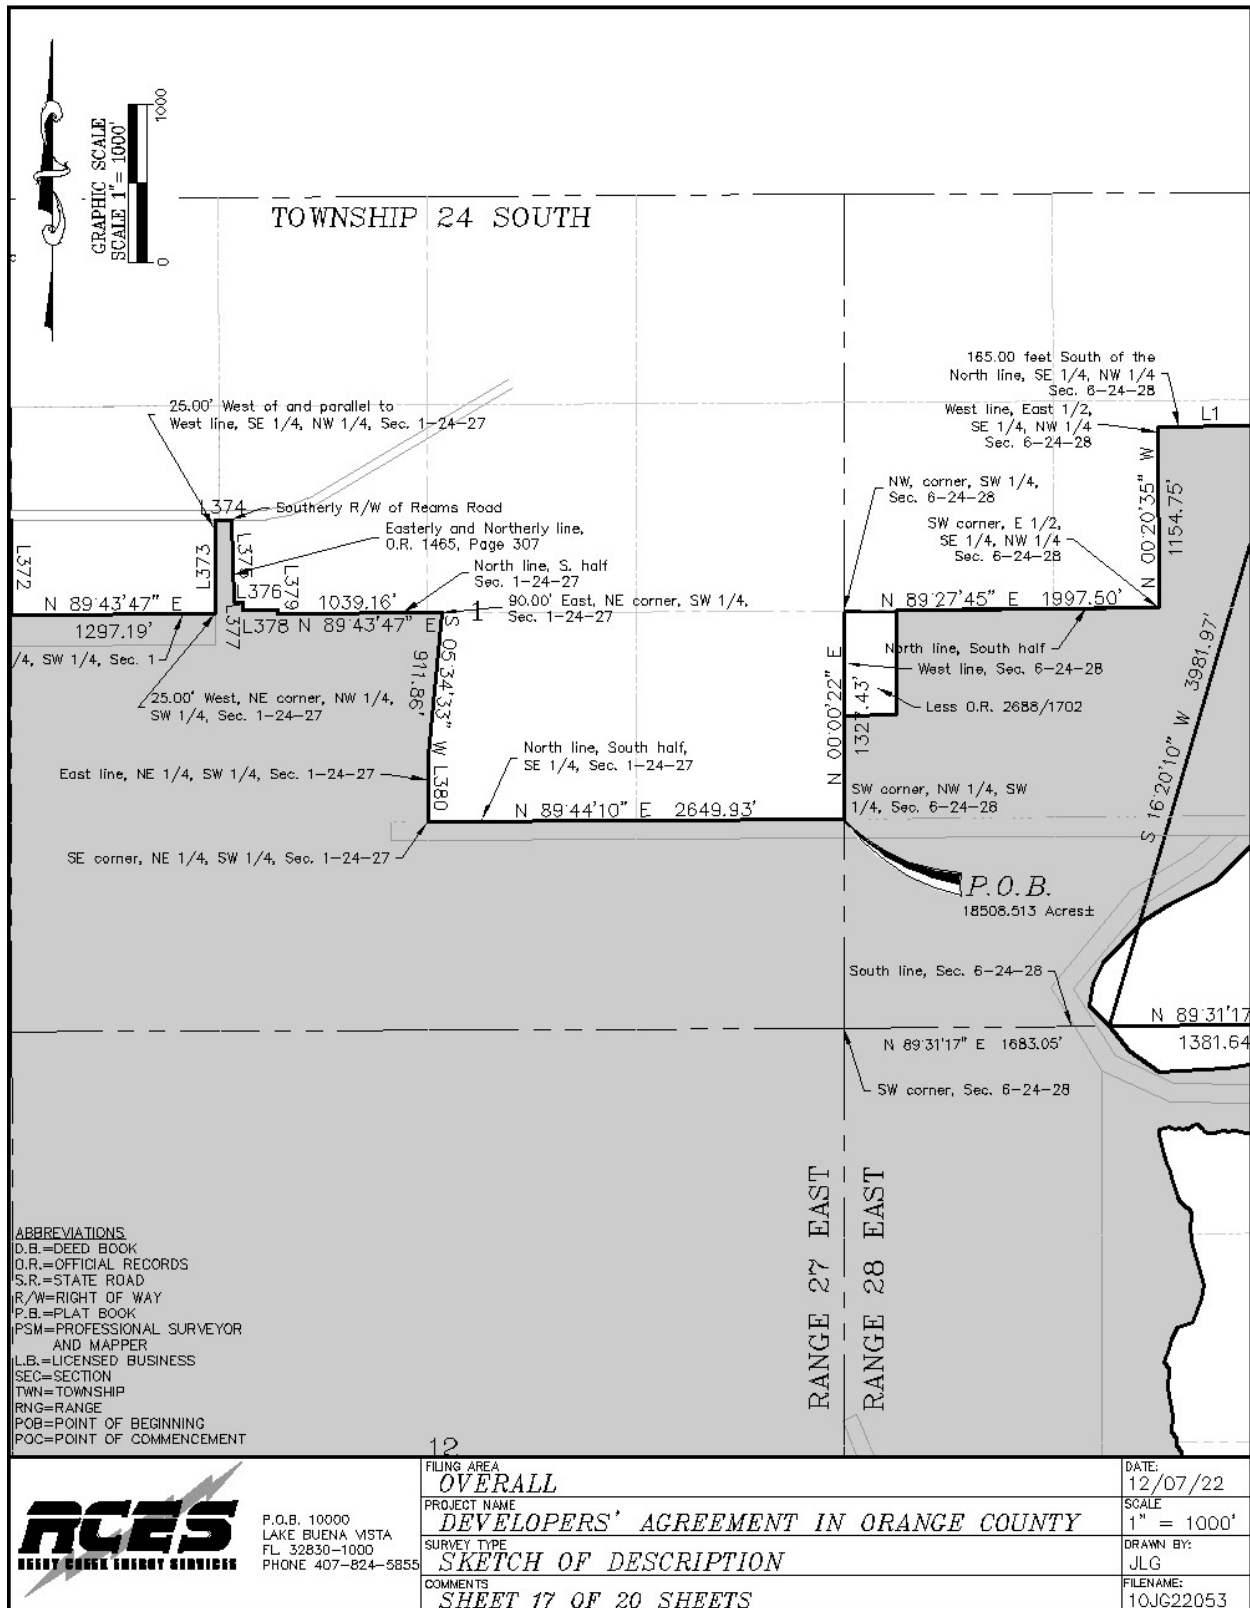 GRAPHIC SCALE
SCALE 1" = 1000'
0
1000
TOWNSHIP 24 SOUTH
165.00 feet South of the
North line, SE 1/4, NW 1/4
Sec. 6-24-28
West line, East 1/2,
SE 1/4, NW 1/4
Sec. 6-24-28
L1
25.00' West of and parallel to
West line, SE 1/4, NW 1/4, Sec. 1-24-27
N 00°20'35" W
1154.75'
NW, corner, SW 1/4,
Sec. 6-24-28
SW corner, E 1/2,
SE 1/4, NW 1/4
Sec. 6-24-28
L374
Southerly R/W of Reams Road
Easterly and Northerly line,
O.R. 1465, Page 307
L372
L373
L375
L376
L379
North line, S. half
Sec. 1-24-27
N 89°43'47" E
1297.19'
1039.16'
90.00' East, NE corner, SW 1/4,
Sec. 1-24-27
1
N 89°27'45" E 1997.50'
L377
L378 N 89°43'47" E
/4, SW 1/4, Sec. 1
North line, South half
West line, Sec. 6-24-28
S 05°34'33" W
911.86'
25.00' West, NE corner, NW 1/4,
SW 1/4, Sec. 1-24-27
N 00°00'22" E
1327.43'
Less O.R. 2688/1702
S 16°20'10" W 3981.97'
North line, South half,
SE 1/4, Sec. 1-24-27
East line, NE 1/4, SW 1/4, Sec. 1-24-27
L380
SW corner, NW 1/4, SW
1/4, Sec. 6-24-28
N 89°44'10" E 2649.93'
SE corner, NE 1/4, SW 1/4, Sec. 1-24-27
P.O.B.
18508.513 Acres±
South line, Sec. 6-24-28
N 89°31'17
1381.64
N 89°31'17" E 1683.05'
SW corner, Sec. 6-24-28
RANGE 27 EAST
RANGE 28 EAST
ABBREVIATIONS
D.B.=DEED BOOK
O.R.=OFFICIAL RECORDS
S.R.=STATE ROAD
R/W=RIGHT OF WAY
P.B.=PLAT BOOK
PSM=PROFESSIONAL SURVEYOR
AND MAPPER
L.B.=LICENSED BUSINESS
SEC=SECTION
TWN=TOWNSHIP
RNG=RANGE
POB=POINT OF BEGINNING
POC=POINT OF COMMENCEMENT
12
RCES
REEDY CREEK ENERGY SERVICES
P.O.B. 10000
LAKE BUENA VISTA
FL 32830-1000
PHONE 407-824-5855
FILING AREA
OVERALL
PROJECT NAME
DEVELOPERS' AGREEMENT IN ORANGE COUNTY
SURVEY TYPE
SKETCH OF DESCRIPTION
COMMENTS
SHEET 17 OF 20 SHEETS
DATE:
12/07/22
SCALE
1" = 1000'
DRAWN BY:
JLG
FILENAME:
10JG22053